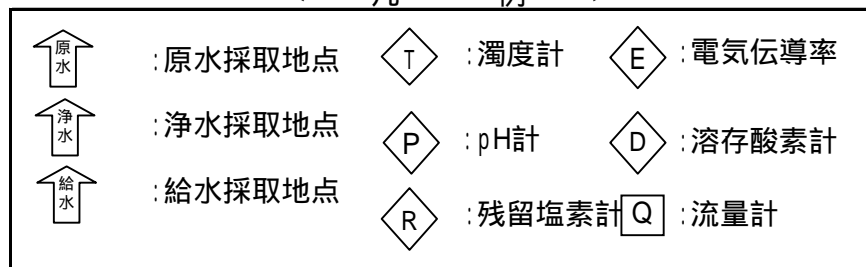 原水 :原水採取地点 T :濁度計 E :電気伝導率
浄水 :浄水採取地点 P :pH計 D :溶存酸素計
給水 :給水採取地点 R :残留塩素計 Q :流量計